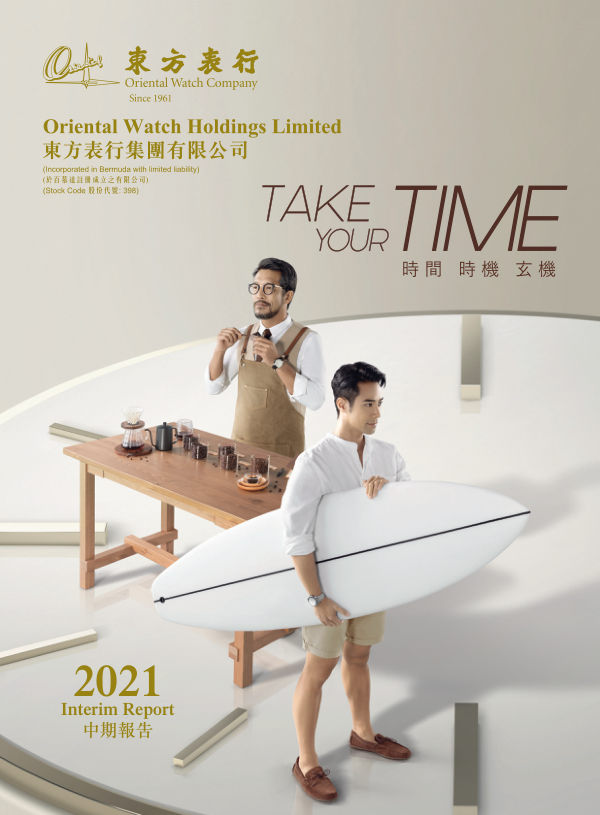 Oriental
東方表行
Oriental Watch Company
Since 1961
Oriental Watch Holdings Limited
東方表行集團有限公司
(Incorporated in Bermuda with limited liability)
(於百慕達註冊成立之有限公司)
(Stock Code 股份代號: 398)
TAKE
YOUR TIME
時間 時機 玄機
2021
Interim Report
中期報告